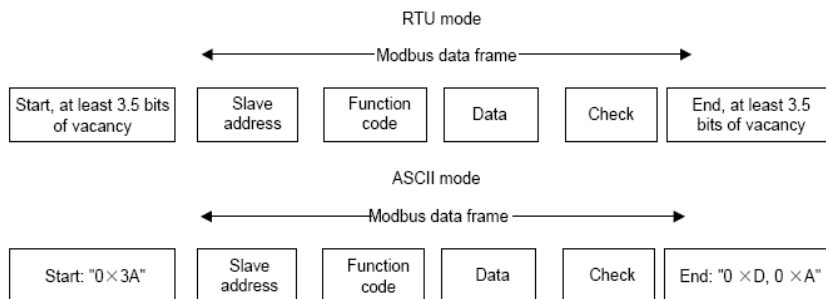 RTU mode
Modbus data frame
Start, at least 3.5 bits
of vacancy
Slave
address
Function
code
Data
Check
End, at least 3.5
bits of vacancy
ASCII mode
Modbus data frame
Start: "0×3A"
Slave
address
Function
code
Data
Check
End: "0 ×D, 0 ×A"